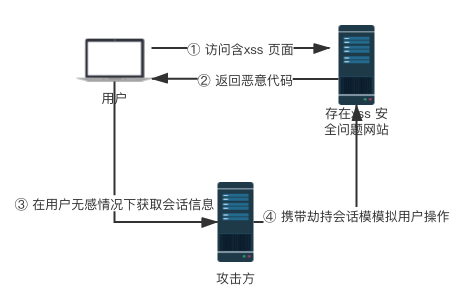 ① 访问含xss 页面
② 返回恶意代码
用户
存在xss 安
全问题网站
③ 在用户无感情况下获取会话信息
④ 携带劫持会话模模拟用户操作
攻击方